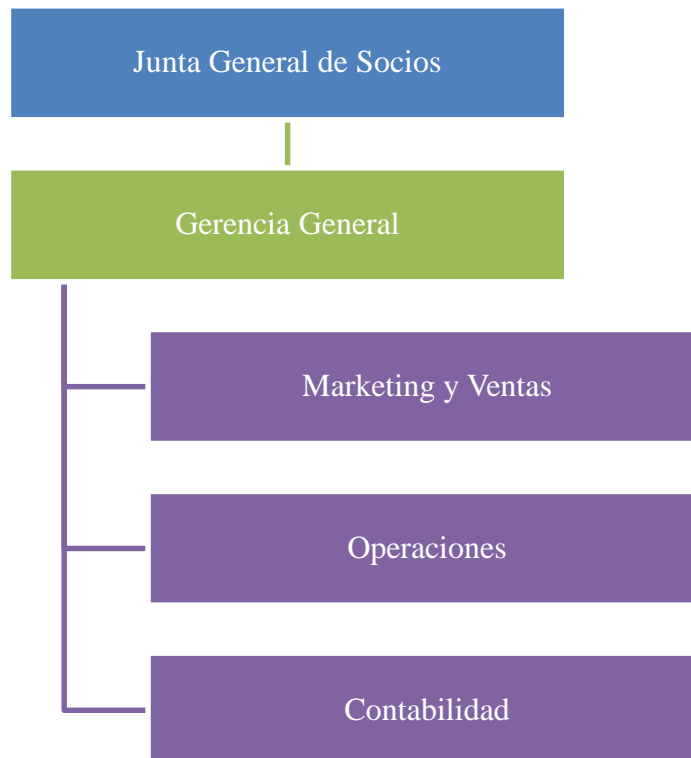 Junta General de Socios
Gerencia General
Marketing y Ventas
Operaciones
Contabilidad